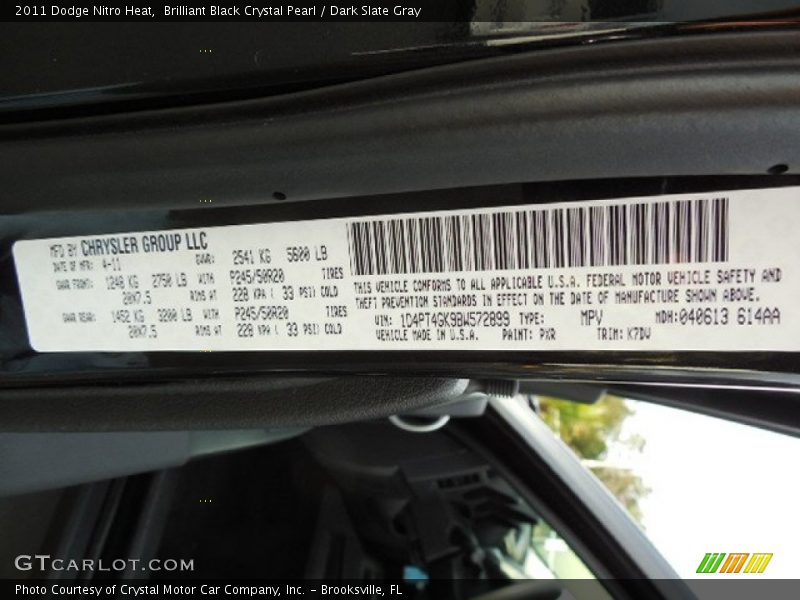 2011 Dodge Nitro Heat,  Brilliant Black Crystal Pearl / Dark Slate Gray
MFD BY CHRYSLER GROUP LLC
DATE OF MFR: 4-11 GVWR: 2541 KG 5600 LB
GAWR FRONT: 1248 KG 2750 LB WITH P245/50R20 TIRES
20X7.5 RIMS AT 228 KPA ( 33 PSI) COLD
GAWR REAR: 1452 KG 3200 LB WITH P245/50R20 TIRES
20X7.5 RIMS AT 228 KPA ( 33 PSI) COLD
THIS VEHICLE CONFORMS TO ALL APPLICABLE U.S.A. FEDERAL MOTOR VEHICLE SAFETY AND
THEFT PREVENTION STANDARDS IN EFFECT ON THE DATE OF MANUFACTURE SHOWN ABOVE.
VIN: 1D4PT4GK9BW572899 TYPE: MPV MDH:040613 614AA
VEHICLE MADE IN U.S.A. PAINT: PXR TRIM: K7DV
GTCARLOT.COM
Photo Courtesy of Crystal Motor Car Company, Inc. - Brooksville, FL